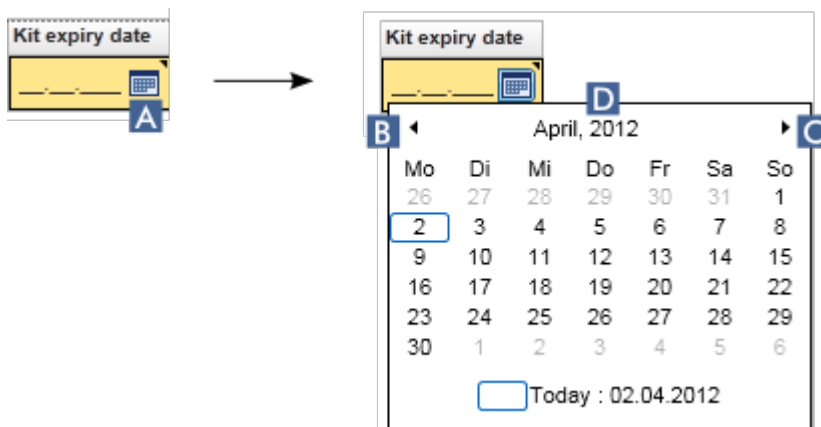 Kit expiry date
__.__.____
A
Kit expiry date
__.__.____
D
B April, 2012 C
Mo Di Mi Do Fr Sa So
26 27 28 29 30 31 1
2 3 4 5 6 7 8
9 10 11 12 13 14 15
16 17 18 19 20 21 22
23 24 25 26 27 28 29
30 1 2 3 4 5 6
Today : 02.04.2012